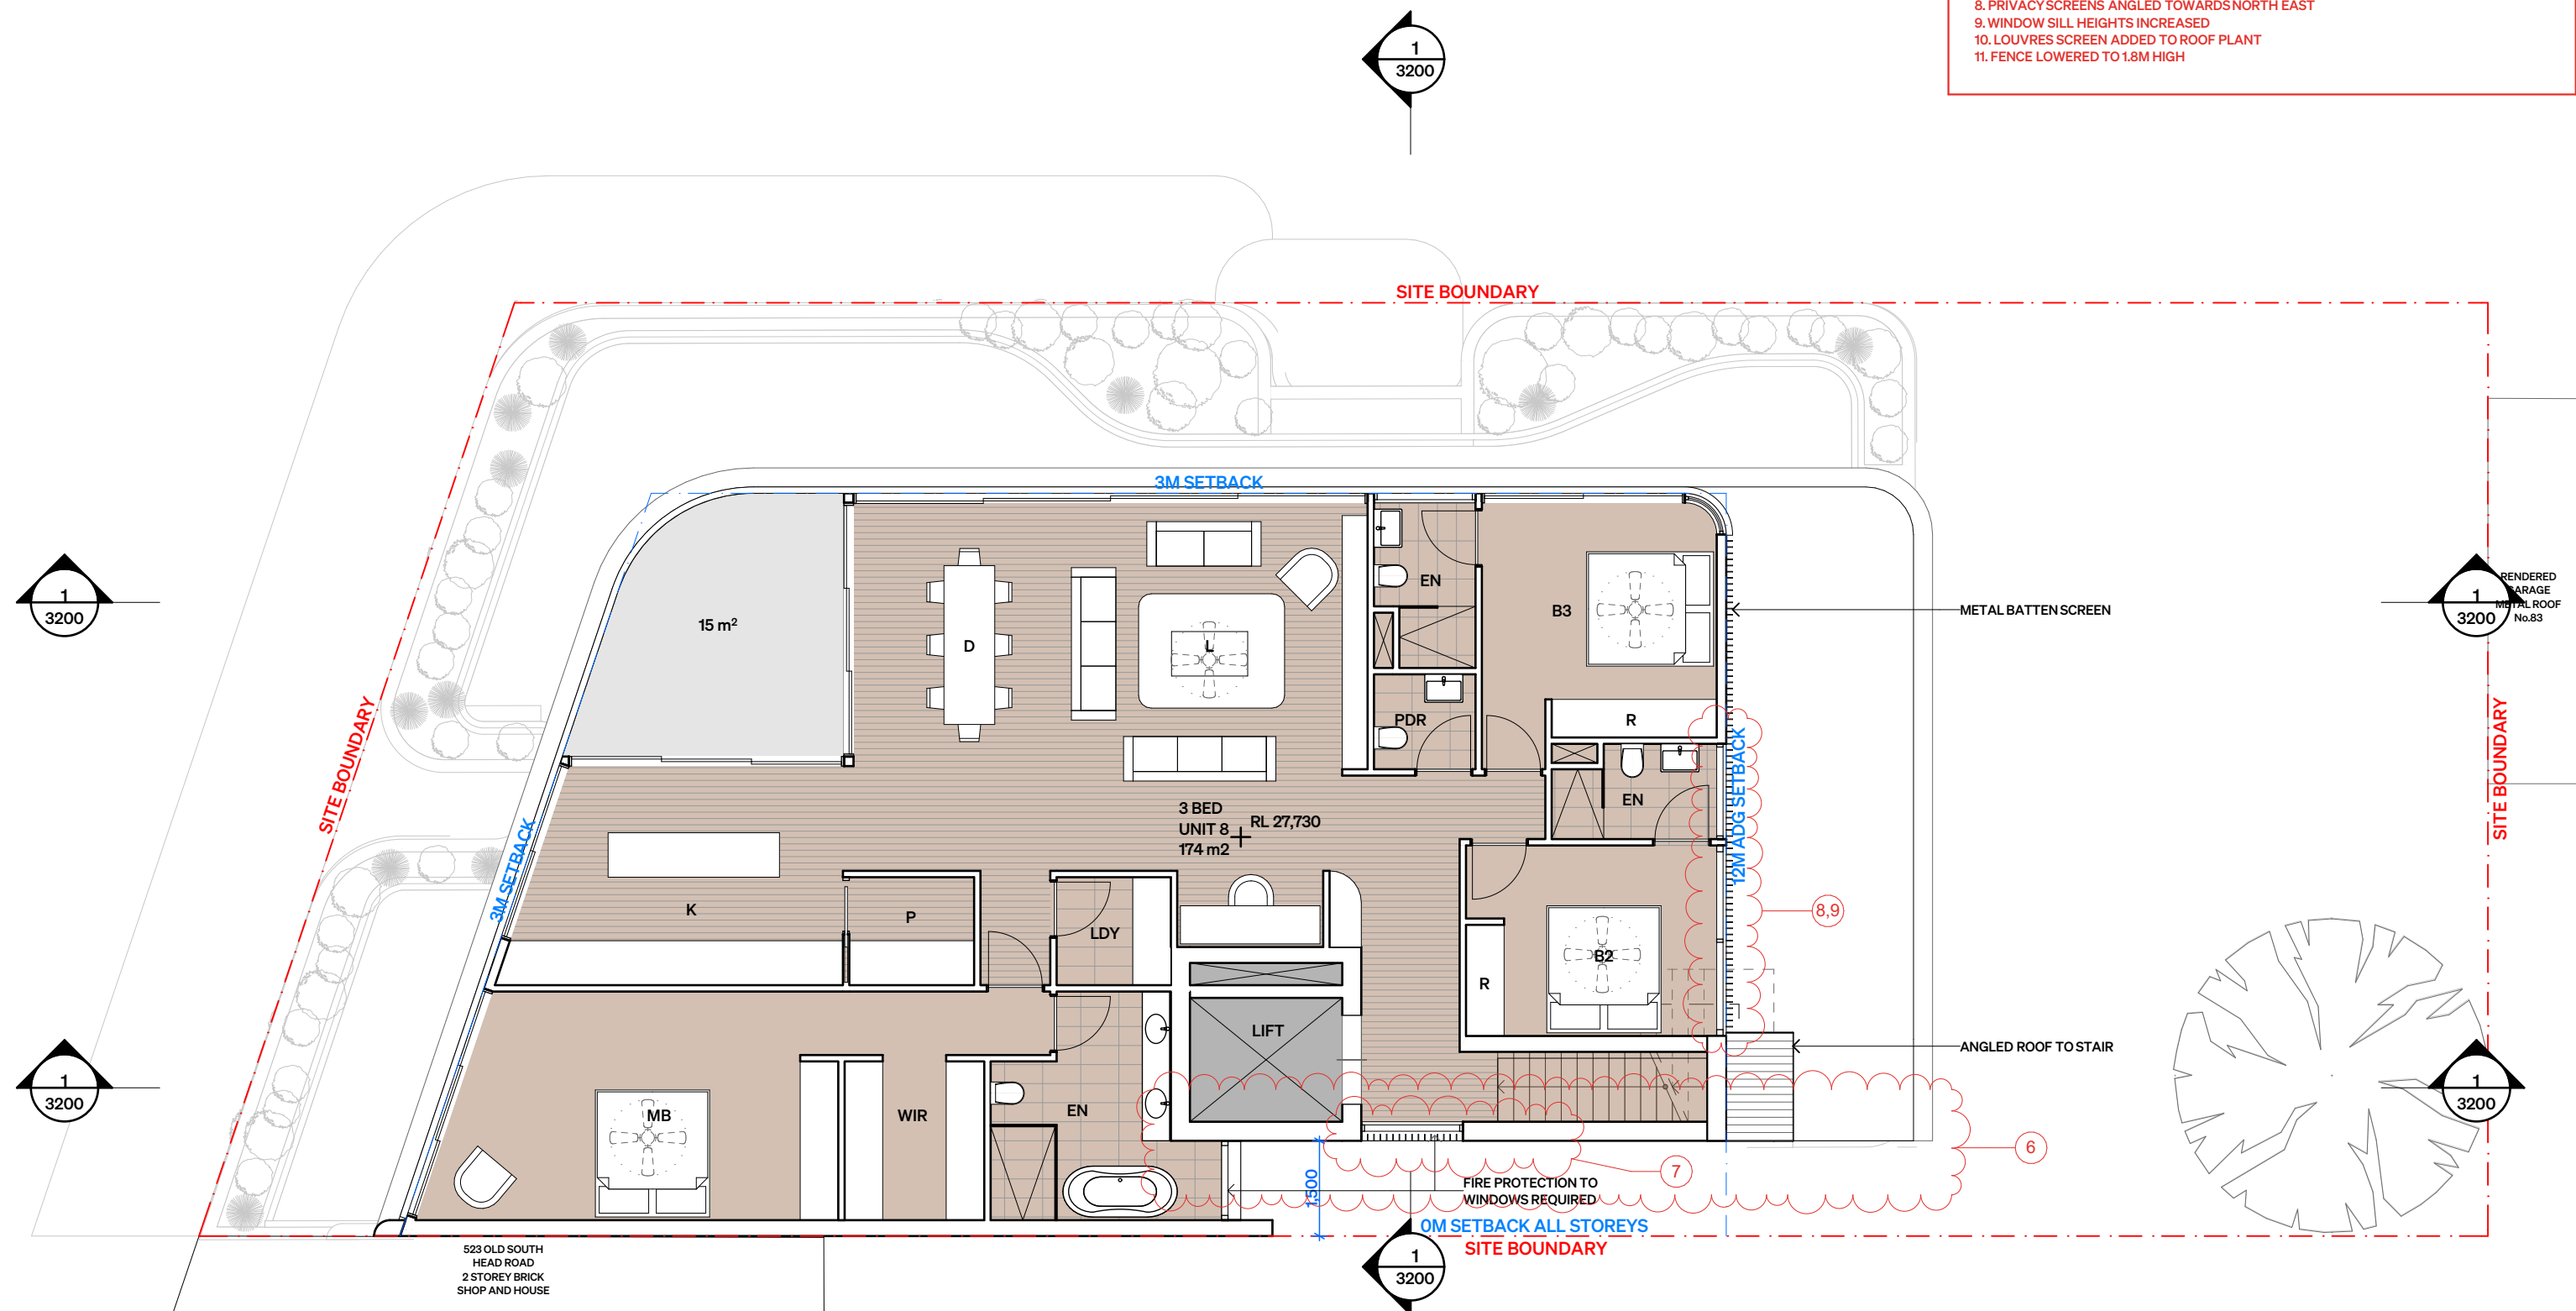 8. PRIVACY SCREENS ANGLED TOWARDS NORTH EAST
9. WINDOW SILL HEIGHTS INCREASED
10. LOUVRES SCREEN ADDED TO ROOF PLANT
11. FENCE LOWERED TO 1.8M HIGH
1
3200
SITE BOUNDARY
3M SETBACK
1
3200
15 m²
D
L
EN
B3
METAL BATTEN SCREEN
1
3200
RENDERED
GARAGE
METAL ROOF
No.83
SITE BOUNDARY
PDR
R
12M ADG SETBACK
SITE BOUNDARY
3M SETBACK
3 BED
UNIT 8
174 m2
RL 27,730
EN
K
P
LDY
8,9
B2
R
LIFT
ANGLED ROOF TO STAIR
1
3200
MB
WIR
EN
1
3200
6
7
1,500
FIRE PROTECTION TO
WINDOWS REQUIRED
0M SETBACK ALL STOREYS
SITE BOUNDARY
523 OLD SOUTH
HEAD ROAD
2 STOREY BRICK
SHOP AND HOUSE
1
3200